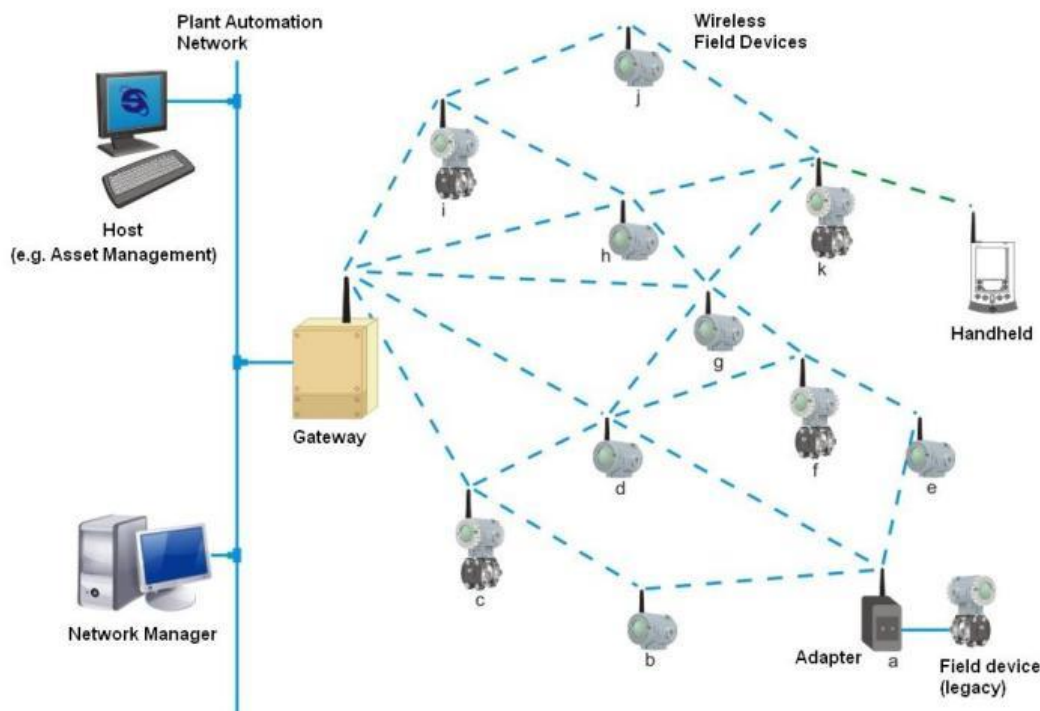 Plant Automation
Network
Wireless
Field Devices
j
i
Host
(e.g. Asset Management)
h
k
Handheld
g
Gateway
f
d
e
c
Network Manager
b
Adapter
a
Field device
(legacy)